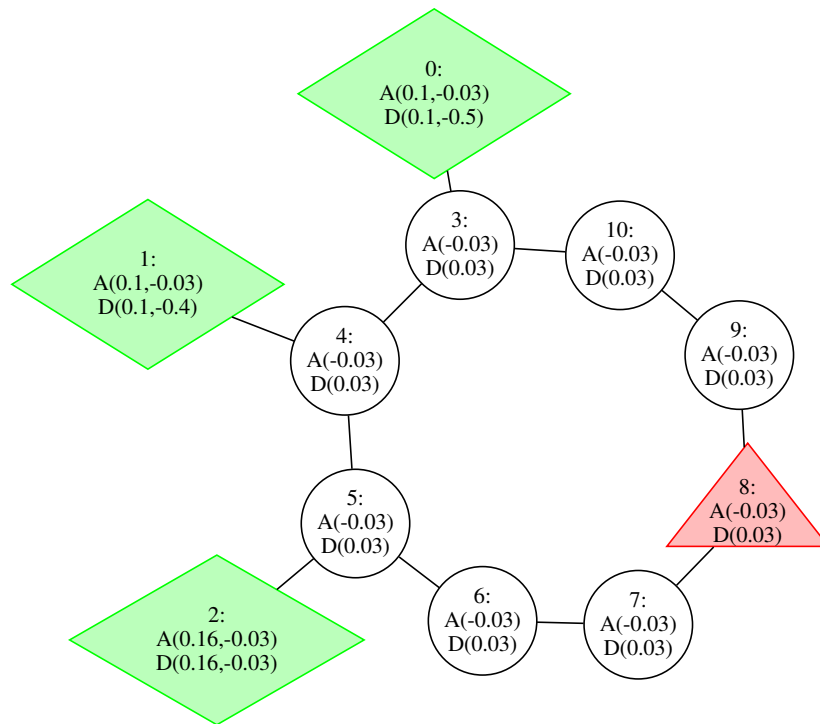 0:
A(0.1,-0.03)
D(0.1,-0.5)
1:
A(0.1,-0.03)
D(0.1,-0.4)
3:
A(-0.03)
D(0.03)
10:
A(-0.03)
D(0.03)
4:
A(-0.03)
D(0.03)
9:
A(-0.03)
D(0.03)
5:
A(-0.03)
D(0.03)
8:
A(-0.03)
D(0.03)
2:
A(0.16,-0.03)
D(0.16,-0.03)
6:
A(-0.03)
D(0.03)
7:
A(-0.03)
D(0.03)